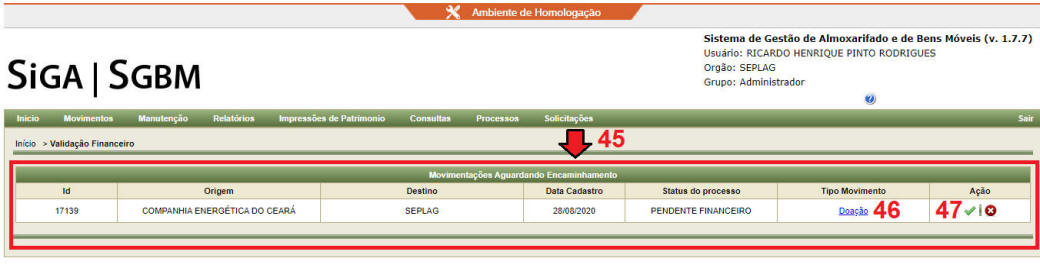 Ambiente de Homologação
Sistema de Gestão de Almoxarifado e de Bens Móveis (v. 1.7.7)
Usuário: RICARDO HENRIQUE PINTO RODRIGUES
Orgão: SEPLAG
Grupo: Administrador
SIGA | SGBM
Início Movimentos Manutenção Relatórios Impressões de Patrimonio Consultas Processos Solicitações Sair
Início > Validação Financeiro
45
Movimentações Aguardando Encaminhamento
Id Origem Destino Data Cadastro Status do processo Tipo Movimento Ação
17139 COMPANHIA ENERGÉTICA DO CEARÁ SEPLAG 28/08/2020 PENDENTE FINANCEIRO Doação 46 47